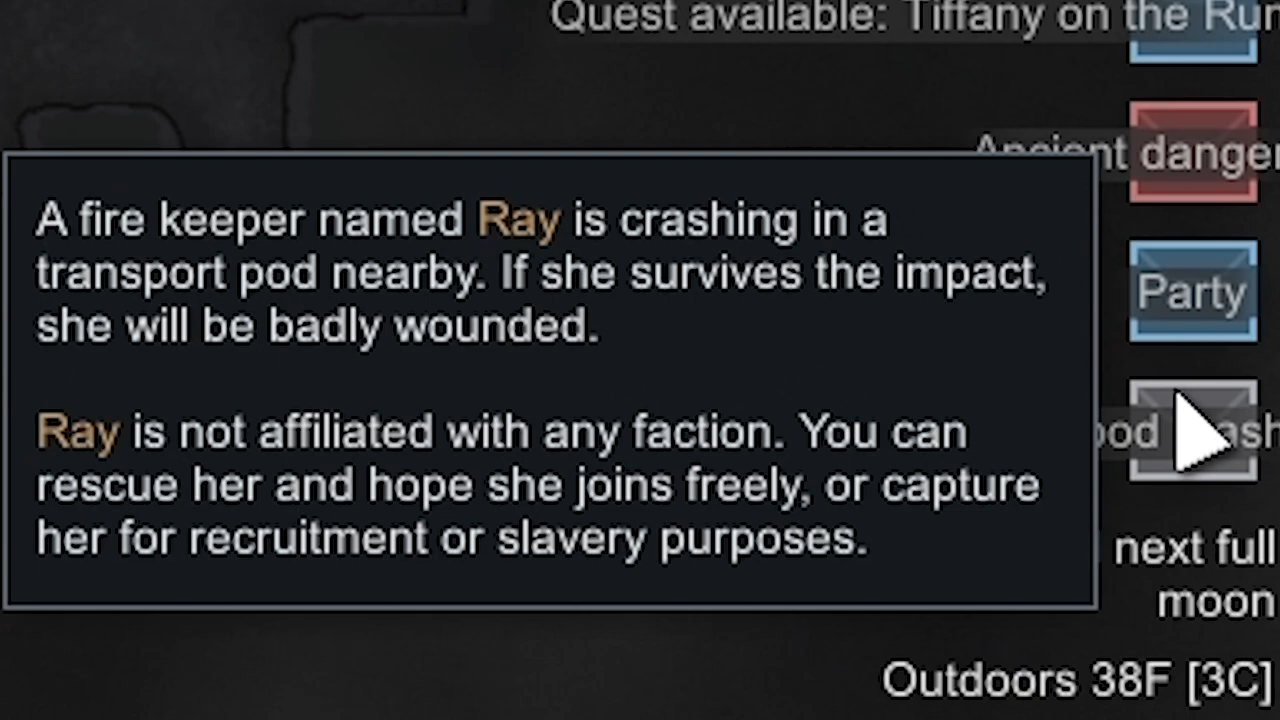 Quest available: Tiffany on the Run
Ancient danger
A fire keeper named Ray is crashing in a
transport pod nearby. If she survives the impact,
she will be badly wounded.
Ray is not affiliated with any faction. You can
rescue her and hope she joins freely, or capture
her for recruitment or slavery purposes.
Party
next full
moon
Outdoors 38F [3C]